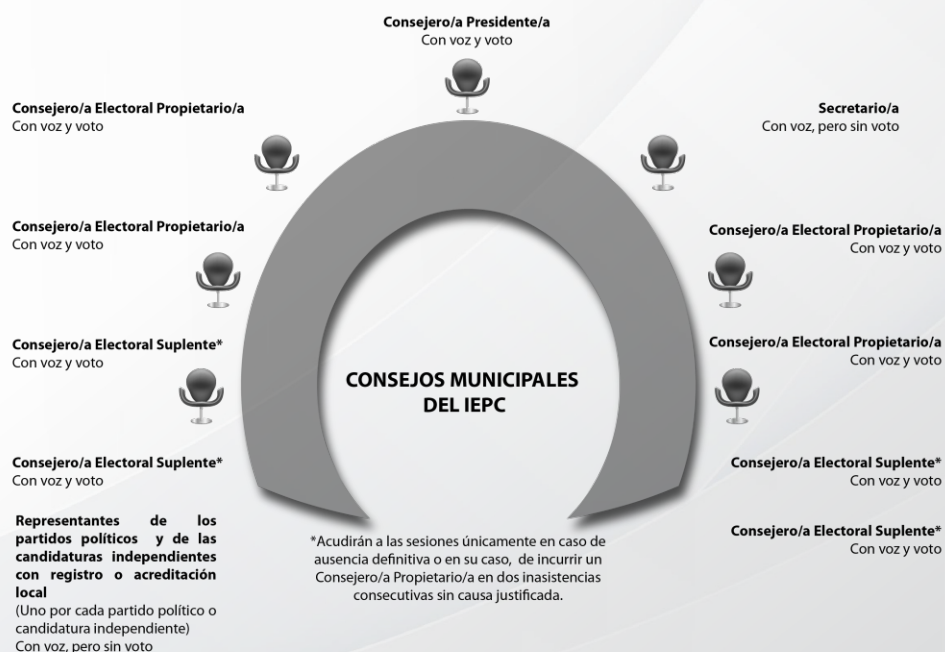 Consejero/a Presidente/a
Con voz y voto
Consejero/a Electoral Propietario/a
Con voz y voto
Secretario/a
Con voz, pero sin voto
Consejero/a Electoral Propietario/a
Con voz y voto
Consejero/a Electoral Propietario/a
Con voz y voto
Consejero/a Electoral Suplente*
Con voz y voto
Consejero/a Electoral Propietario/a
Con voz y voto
CONSEJOS MUNICIPALES
DEL IEPC
Consejero/a Electoral Suplente*
Con voz y voto
Consejero/a Electoral Suplente*
Con voz y voto
Representantes de los
partidos políticos y de las
candidaturas independientes
con registro o acreditación
local
(Uno por cada partido político o
candidatura independiente)
Con voz, pero sin voto
*Acudirán a las sesiones únicamente en caso de
ausencia definitiva o en su caso, de incurrir un
Consejero/a Propietario/a en dos inasistencias
consecutivas sin causa justificada.
Consejero/a Electoral Suplente*
Con voz y voto